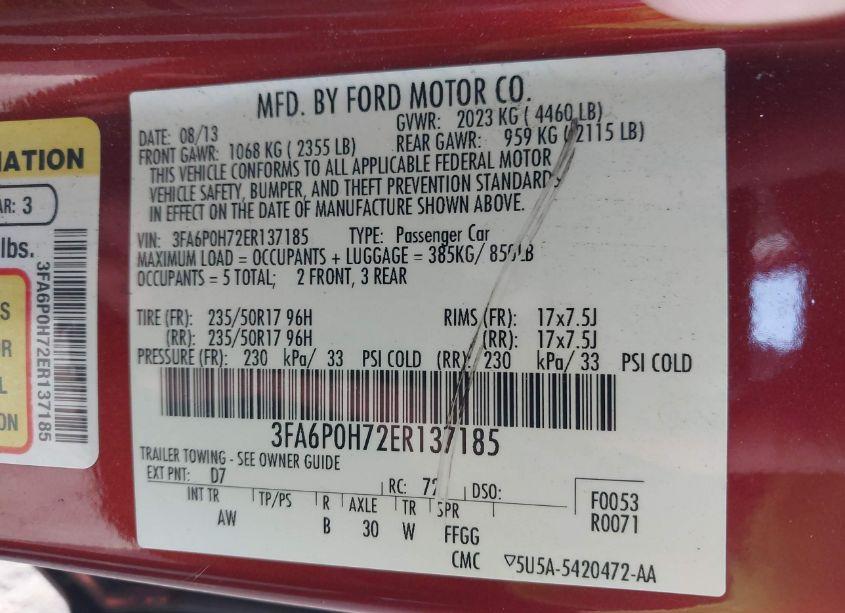 MFD. BY FORD MOTOR CO.
DATE: 08/13 GVWR: 2023 KG ( 4460 LB)
FRONT GAWR: 1068 KG ( 2355 LB) REAR GAWR: 959 KG ( 2115 LB)
THIS VEHICLE CONFORMS TO ALL APPLICABLE FEDERAL MOTOR
VEHICLE SAFETY, BUMPER, AND THEFT PREVENTION STANDARDS
IN EFFECT ON THE DATE OF MANUFACTURE SHOWN ABOVE.
VIN: 3FA6P0H72ER137185 TYPE: Passenger Car
MAXIMUM LOAD = OCCUPANTS + LUGGAGE = 385KG/ 850LB
OCCUPANTS = 5 TOTAL; 2 FRONT, 3 REAR
TIRE (FR): 235/50R17 96H RIMS (FR): 17x7.5J
(RR): 235/50R17 96H (RR): 17x7.5J
PRESSURE (FR): 230 kPa/ 33 PSI COLD (RR): 230 kPa/ 33 PSI COLD
3FA6P0H72ER137185
TRAILER TOWING - SEE OWNER GUIDE
EXT PNT: D7 RC: 72 DSO: F0053
INT TR TP/PS R AXLE TR SPR R0071
AW B 30 W FFGG
CMC ▽5U5A-5420472-AA
3
lbs.
3FA6P0H72ER137185